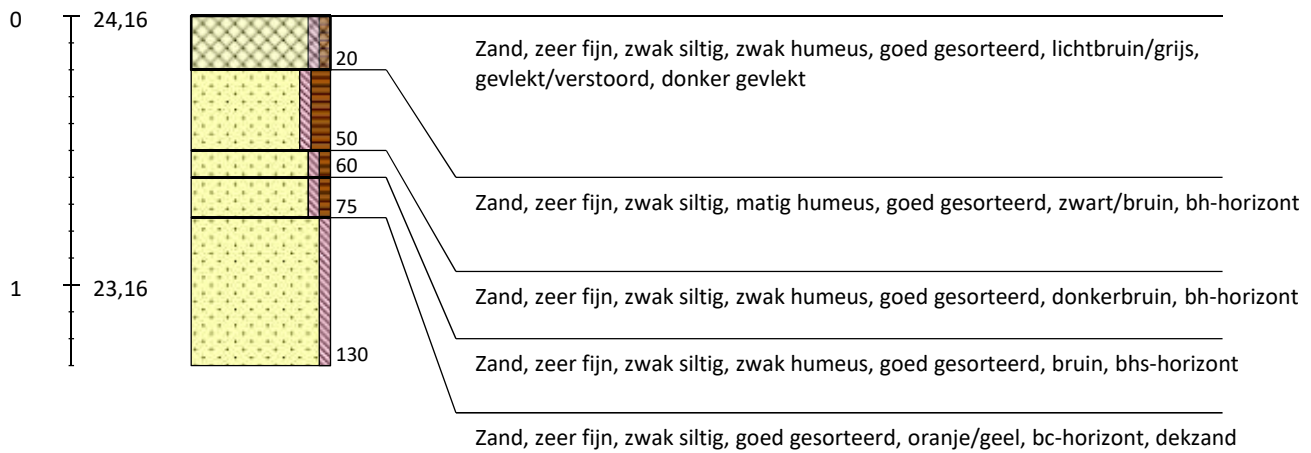 0
24,16
20
Zand, zeer fijn, zwak siltig, zwak humeus, goed gesorteerd, lichtbruin/grijs,
gevlekt/verstoord, donker gevlekt
50
60
75
Zand, zeer fijn, zwak siltig, matig humeus, goed gesorteerd, zwart/bruin, bh-horizont
1
23,16
Zand, zeer fijn, zwak siltig, zwak humeus, goed gesorteerd, donkerbruin, bh-horizont
130
Zand, zeer fijn, zwak siltig, zwak humeus, goed gesorteerd, bruin, bhs-horizont
Zand, zeer fijn, zwak siltig, goed gesorteerd, oranje/geel, bc-horizont, dekzand